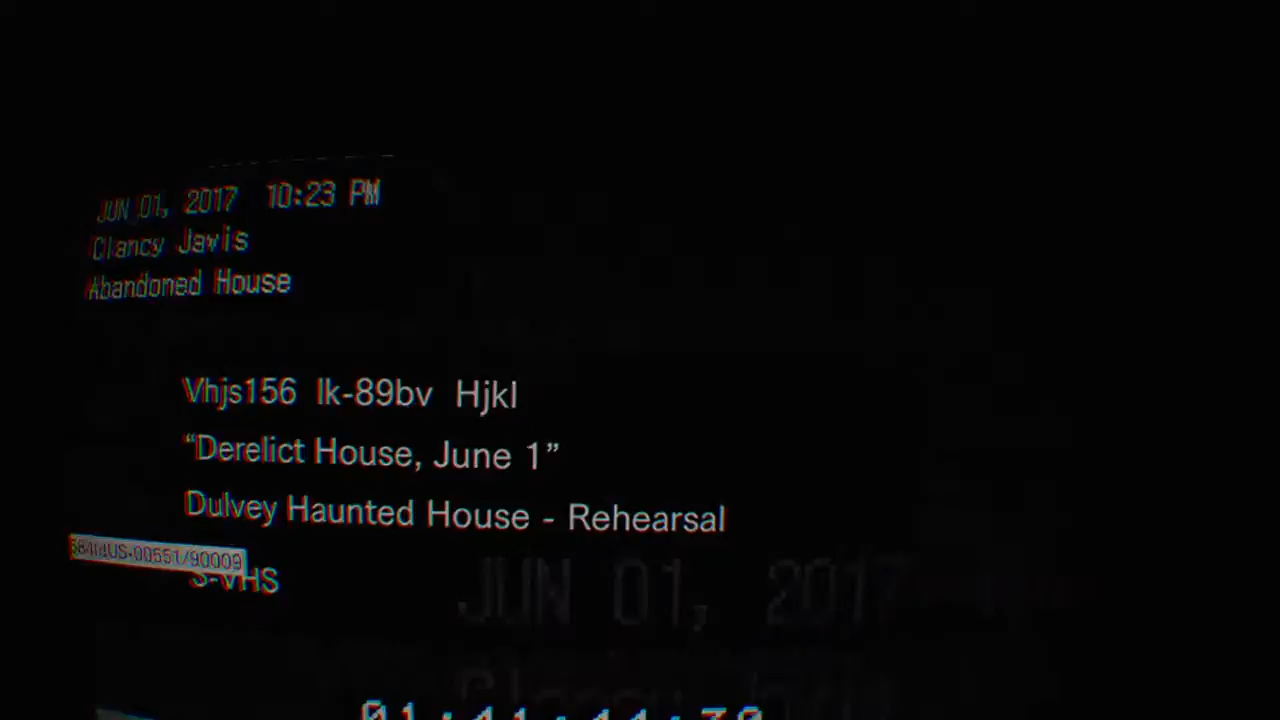 JUN 01, 2017 10:23 PM
Clancy Javis
Abandoned House
Vhjs156 lk-89bv Hjkl
“Derelict House, June 1”
Dulvey Haunted House - Rehearsal
S-VHS
JUN 01, 2017